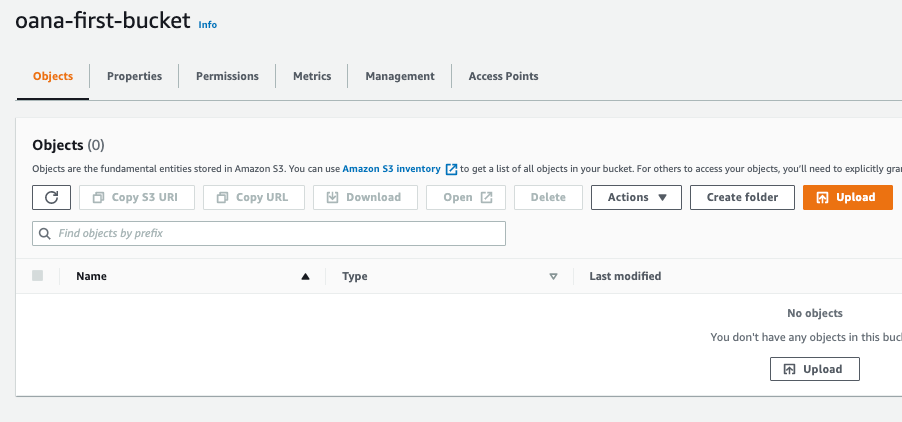 oana-first-bucket Info
Objects Properties Permissions Metrics Management Access Points
Objects (0)
Objects are the fundamental entities stored in Amazon S3. You can use Amazon S3 inventory to get a list of all objects in your bucket. For others to access your objects, you'll need to explicitly gran
Copy S3 URI Copy URL Download Open Delete Actions Create folder Upload
Find objects by prefix
Name Type Last modified
No objects
You don't have any objects in this buc
Upload